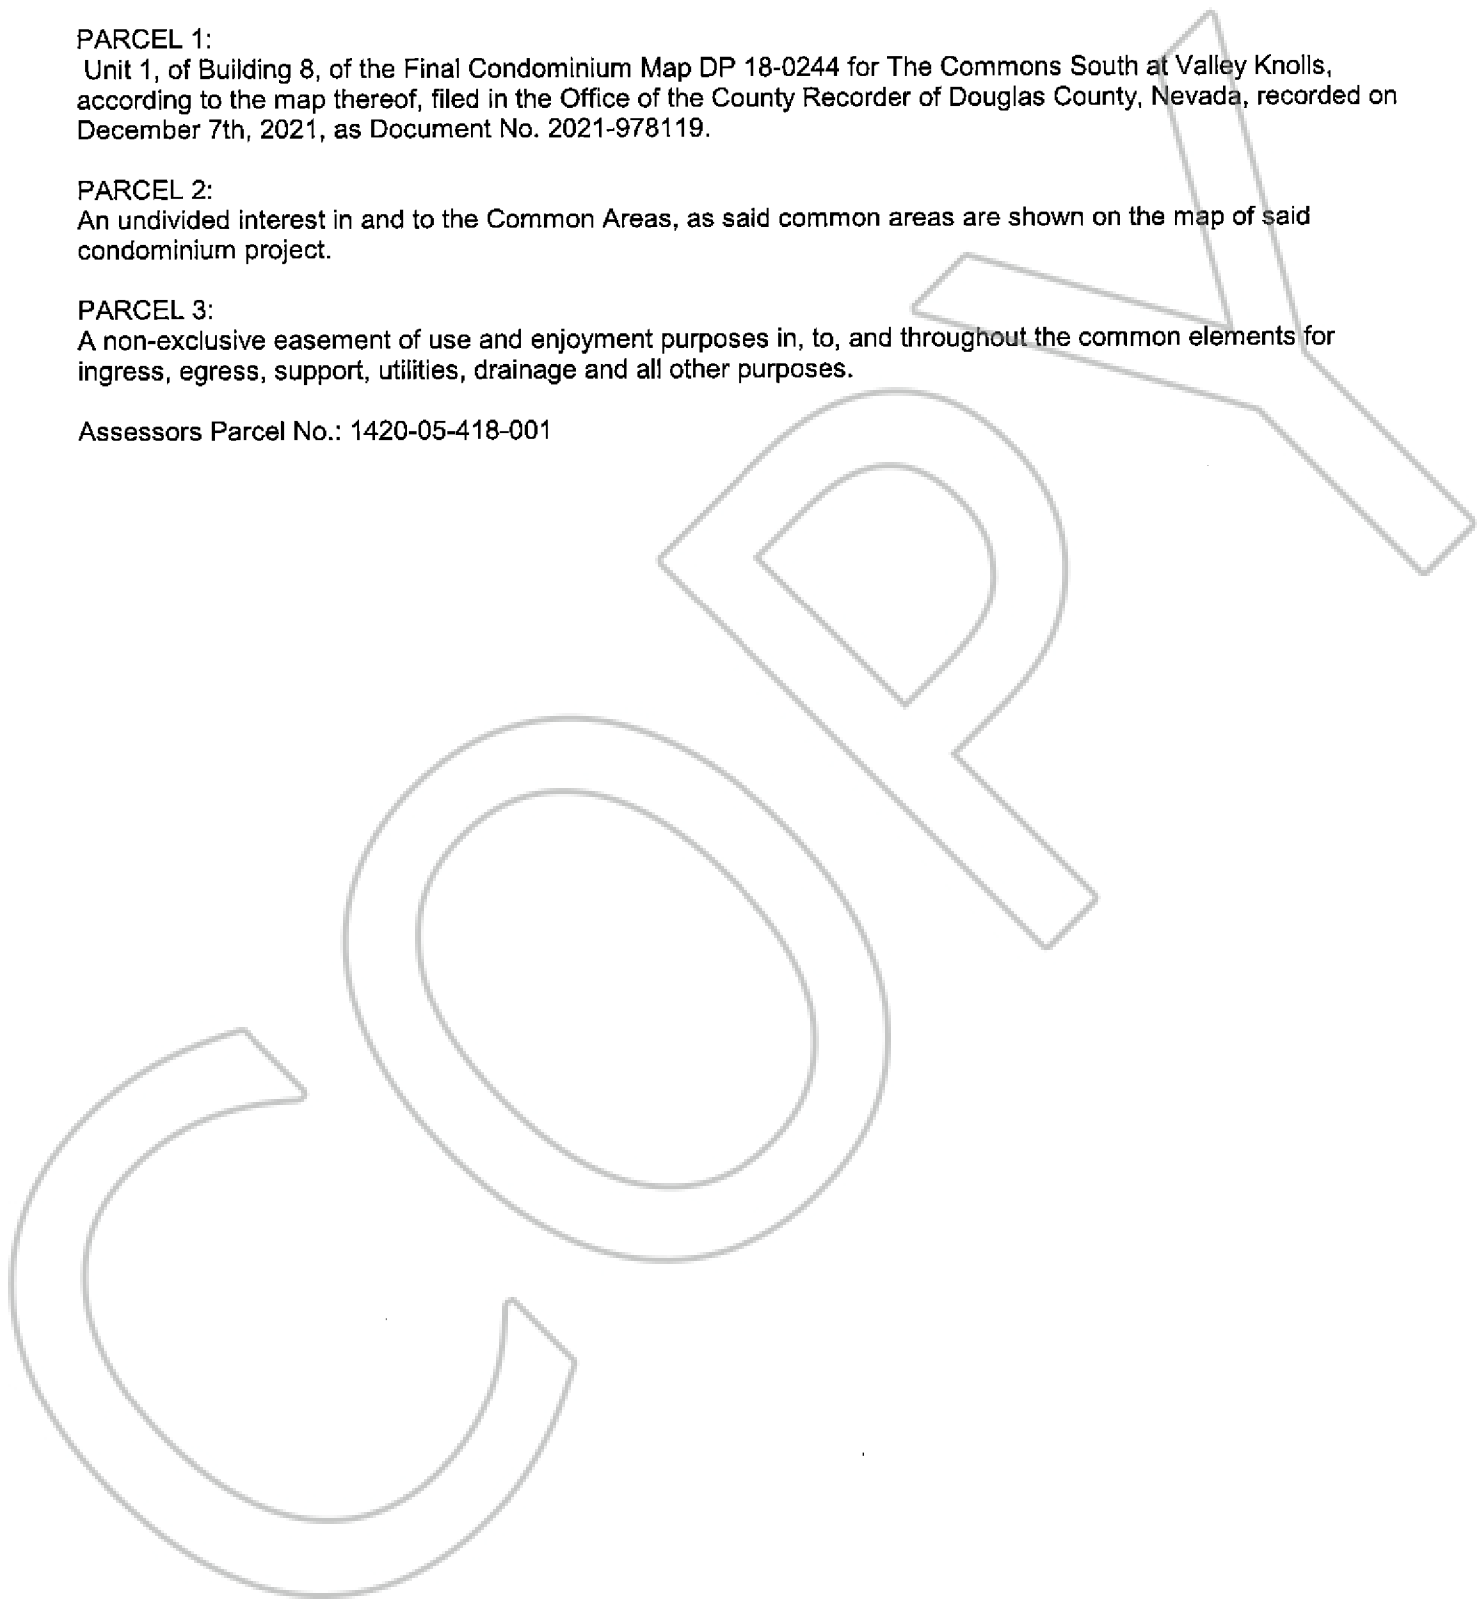 PARCEL 1:
Unit 1, of Building 8, of the Final Condominium Map DP 18-0244 for The Commons South at Valley Knolls,
according to the map thereof, filed in the Office of the County Recorder of Douglas County, Nevada, recorded on
December 7th, 2021, as Document No. 2021-978119.
PARCEL 2:
An undivided interest in and to the Common Areas, as said common areas are shown on the map of said
condominium project.
PARCEL 3:
A non-exclusive easement of use and enjoyment purposes in, to, and throughout the common elements for
ingress, egress, support, utilities, drainage and all other purposes.
Assessors Parcel No.: 1420-05-418-001
COPY